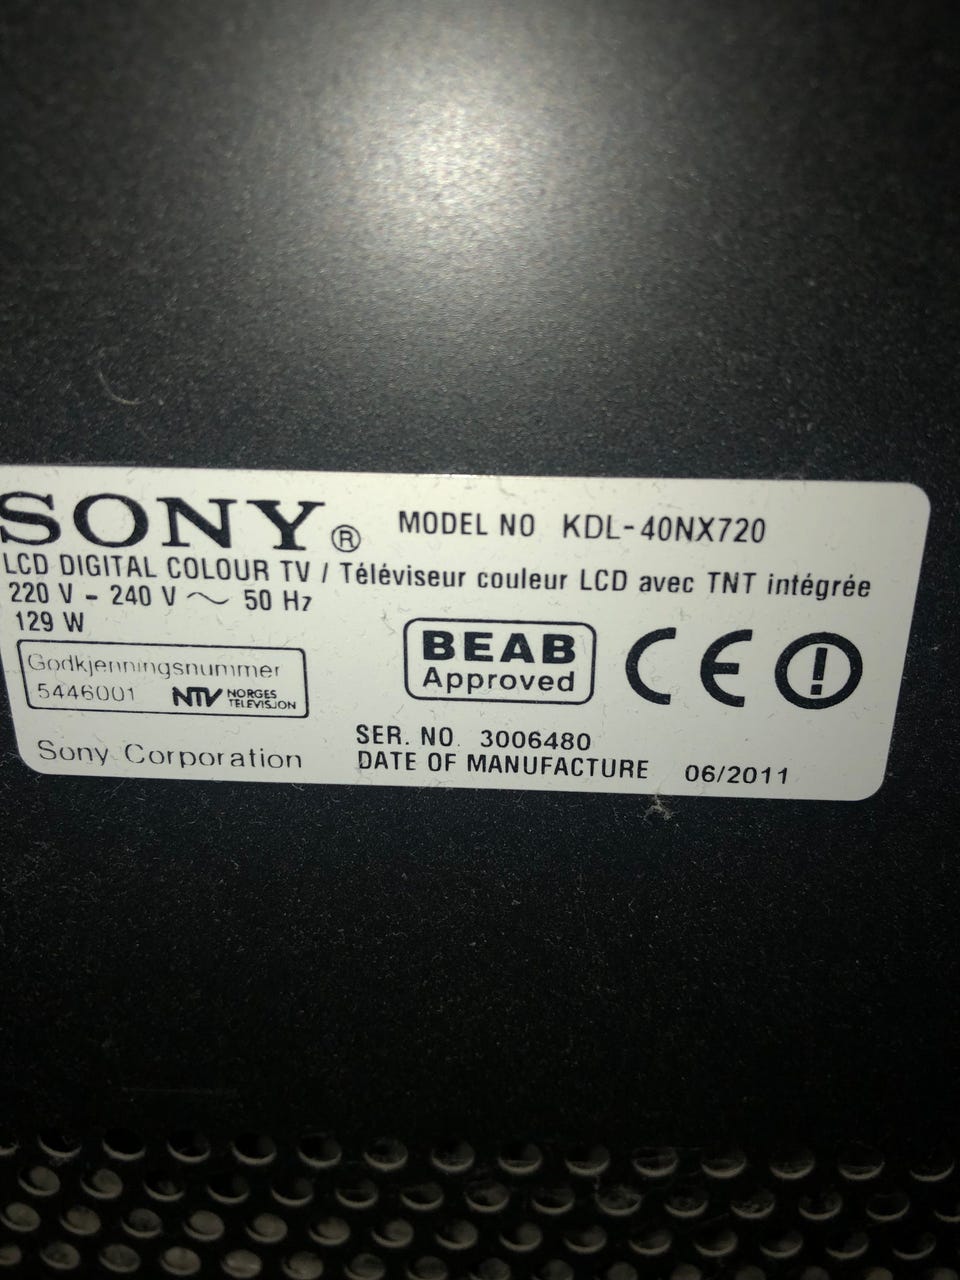 SONY® MODEL NO KDL-40NX720
LCD DIGITAL COLOUR TV / Téléviseur couleur LCD avec TNT intégrée
220 V - 240 V ~ 50 Hz
129 W
Godkjenningsnummer
5446001 NTV NORGES TELEVISJON
BEAB
Approved
CE
Sony Corporation
SER. NO. 3006480
DATE OF MANUFACTURE 06/2011